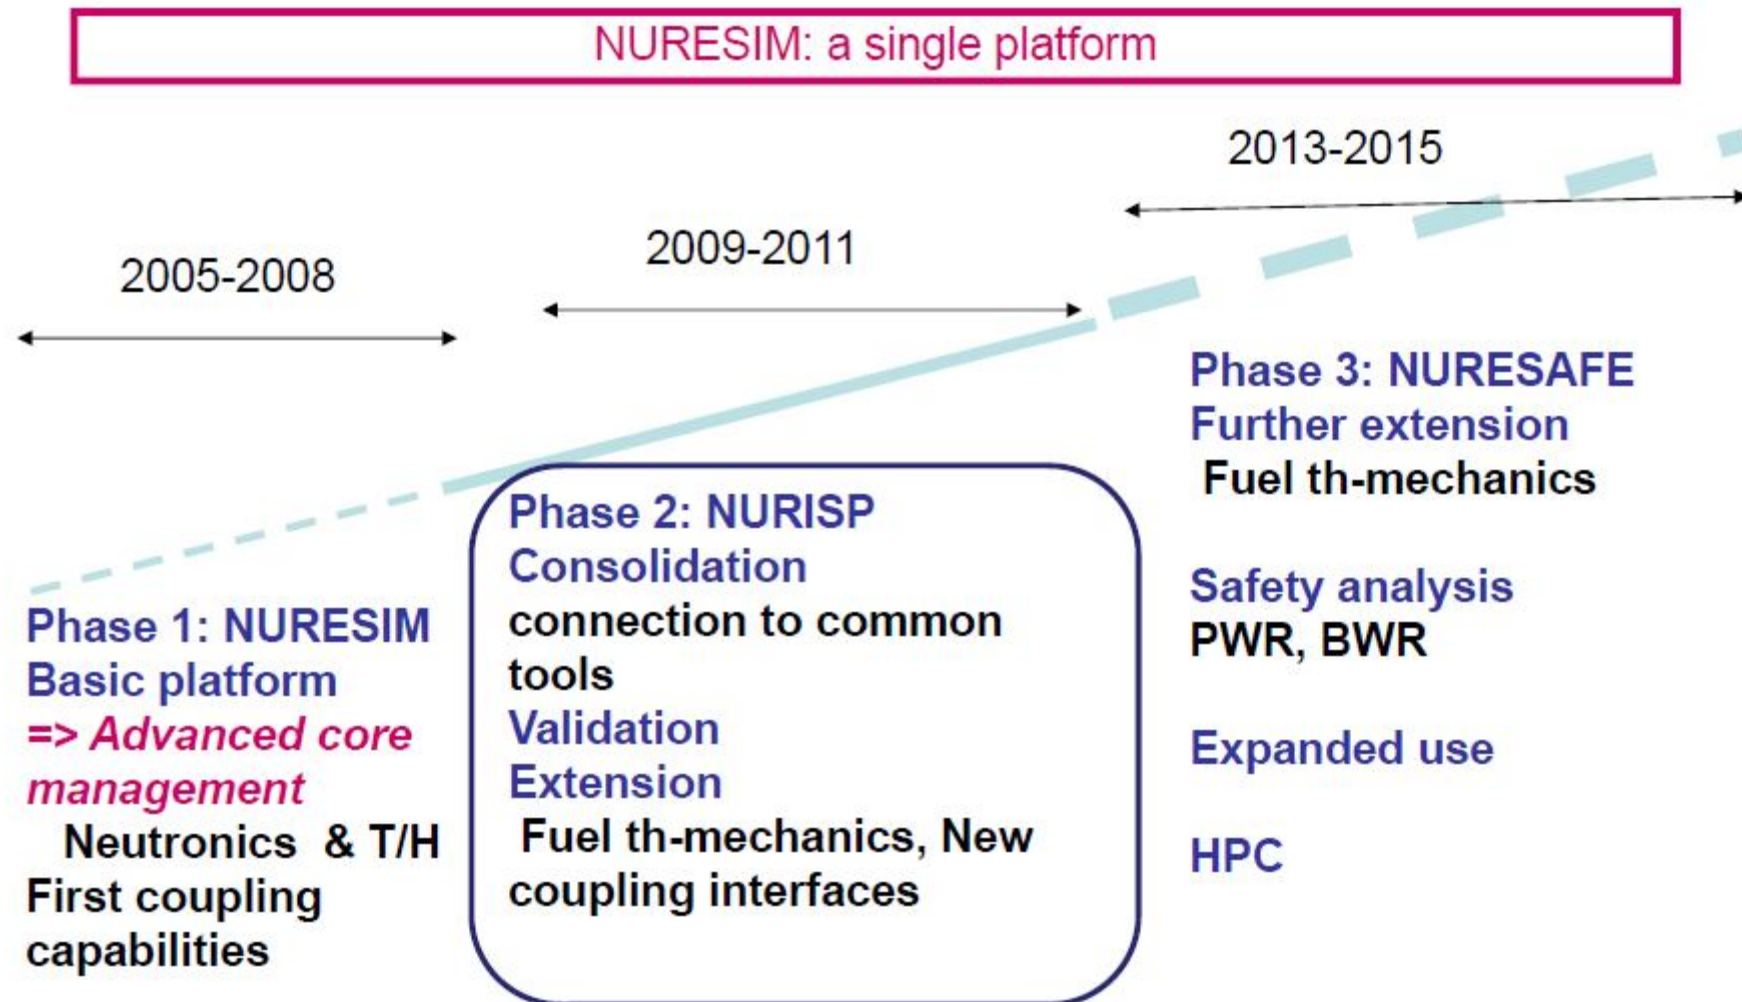 NURESIM: a single platform
2013-2015
2009-2011
2005-2008
Phase 1: NURESIM
Basic platform
=> Advanced core
management
Neutronics & T/H
First coupling
capabilities
Phase 2: NURISP
Consolidation
connection to common
tools
Validation
Extension
Fuel th-mechanics, New
coupling interfaces
Phase 3: NURESAFE
Further extension
Fuel th-mechanics
Safety analysis
PWR, BWR
Expanded use
HPC